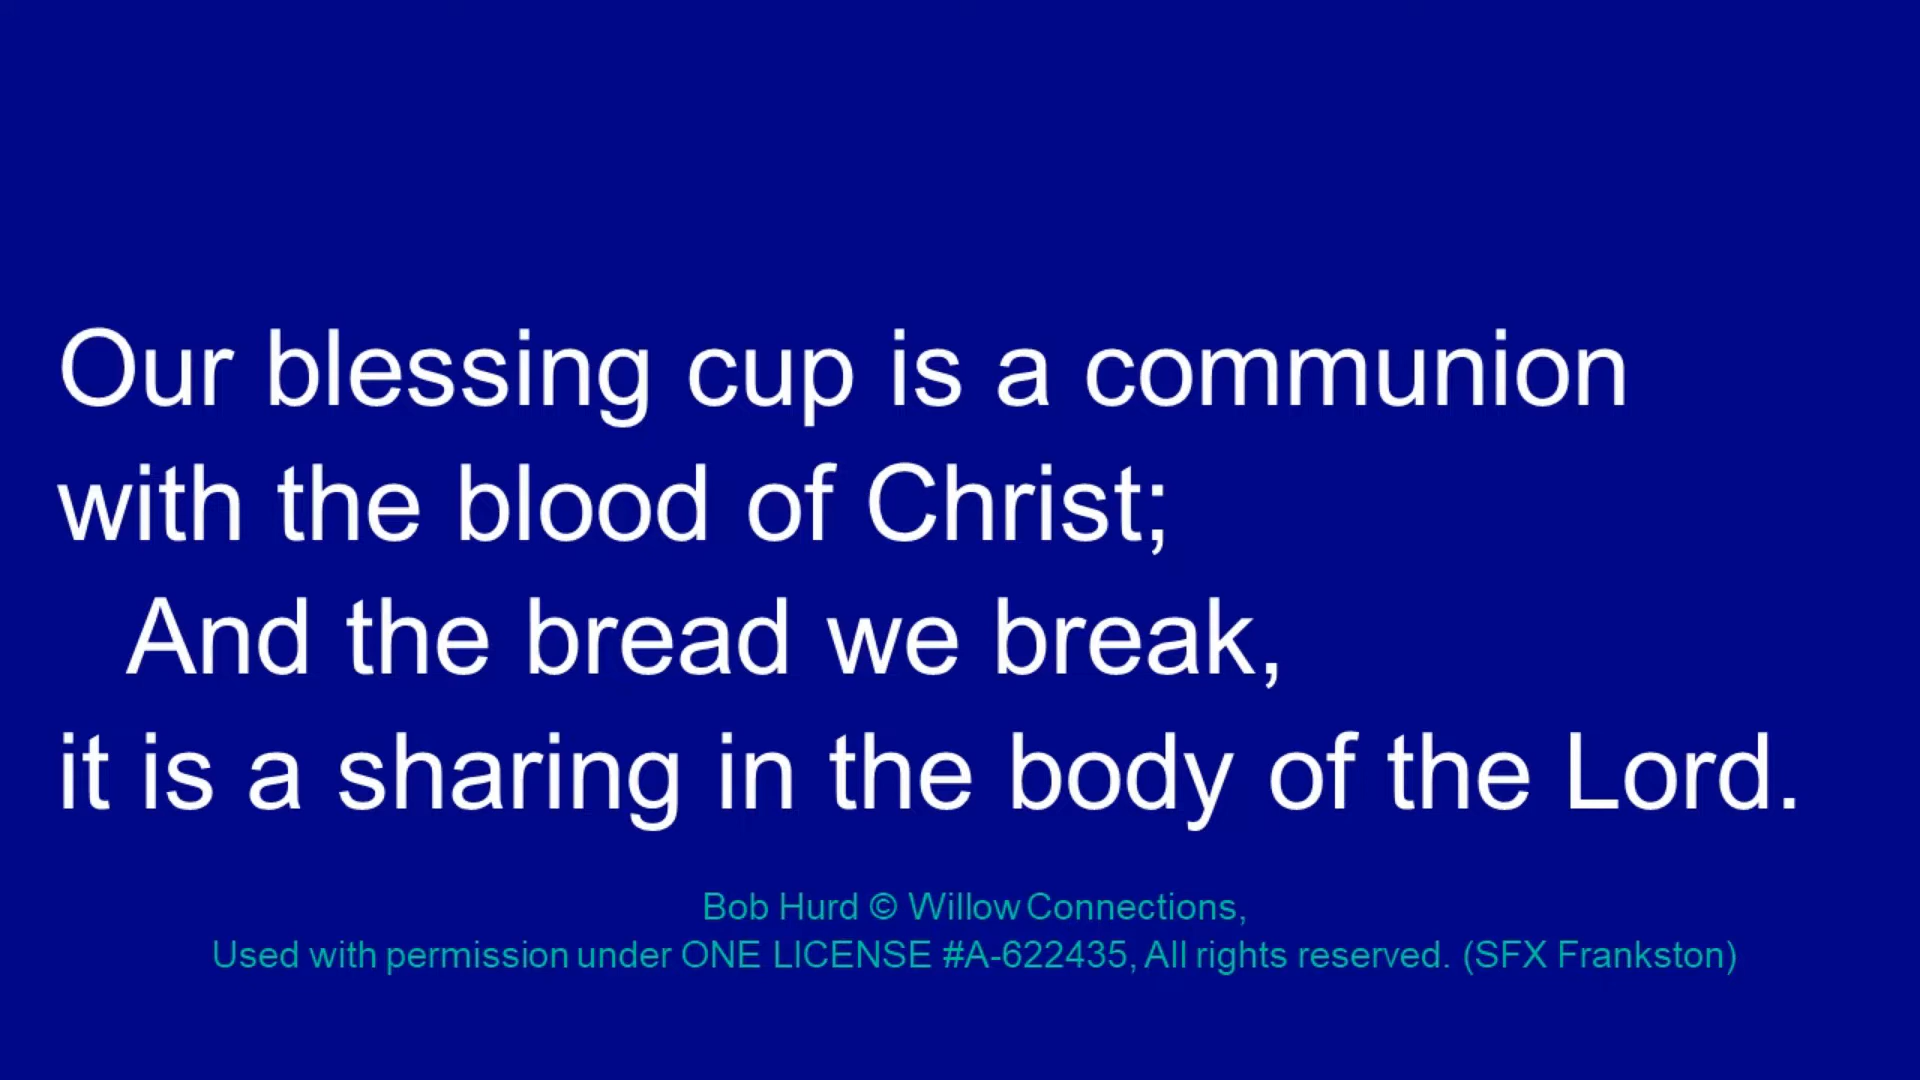 Our blessing cup is a communion
with the blood of Christ;
And the bread we break,
it is a sharing in the body of the Lord.
Bob Hurd © Willow Connections,
Used with permission under ONE LICENSE #A-622435, All rights reserved. (SFX Frankston)